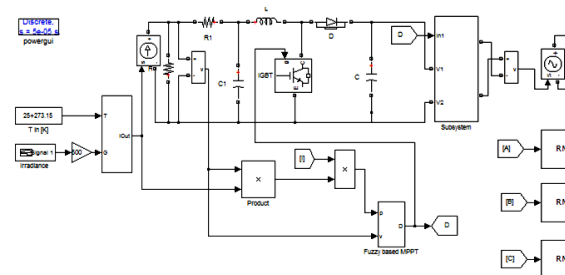 Discrete,
s = 5e-05 s.
powergui
R1
L
D
C1
IGBT
C
D
In1
V1
V2
Subsystem
25+273.15
T in [K]
Signal 1
Irradiance
500
T
G
IOut
Product
[I]
p
v
D
Fuzzy based MPPT
D
[A]
[B]
[C]